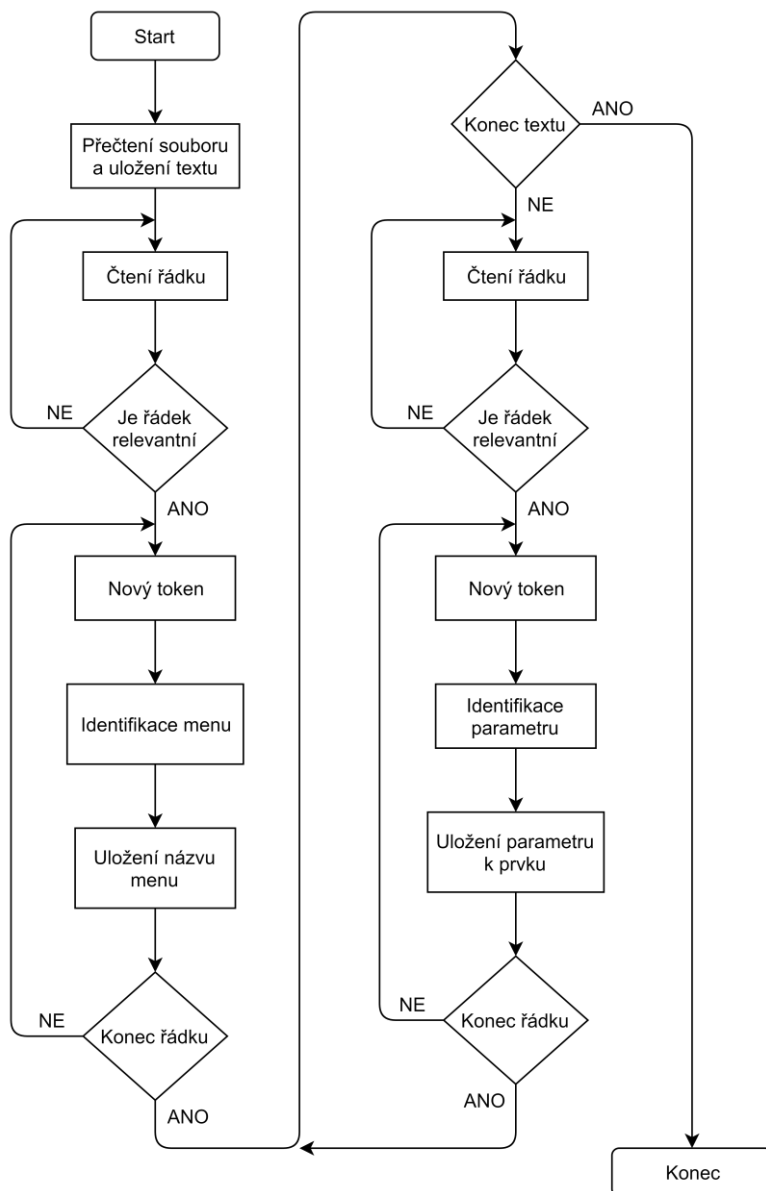 Start
Přečtení souboru
a uložení textu
Čtení řádku
Je řádek
relevantní
NE
ANO
Nový token
Identifikace menu
Uložení názvu
menu
Konec řádku
NE
ANO
Konec textu
ANO
NE
Čtení řádku
Je řádek
relevantní
NE
ANO
Nový token
Identifikace
parametru
Uložení parametru
k prvku
Konec řádku
NE
ANO
Konec